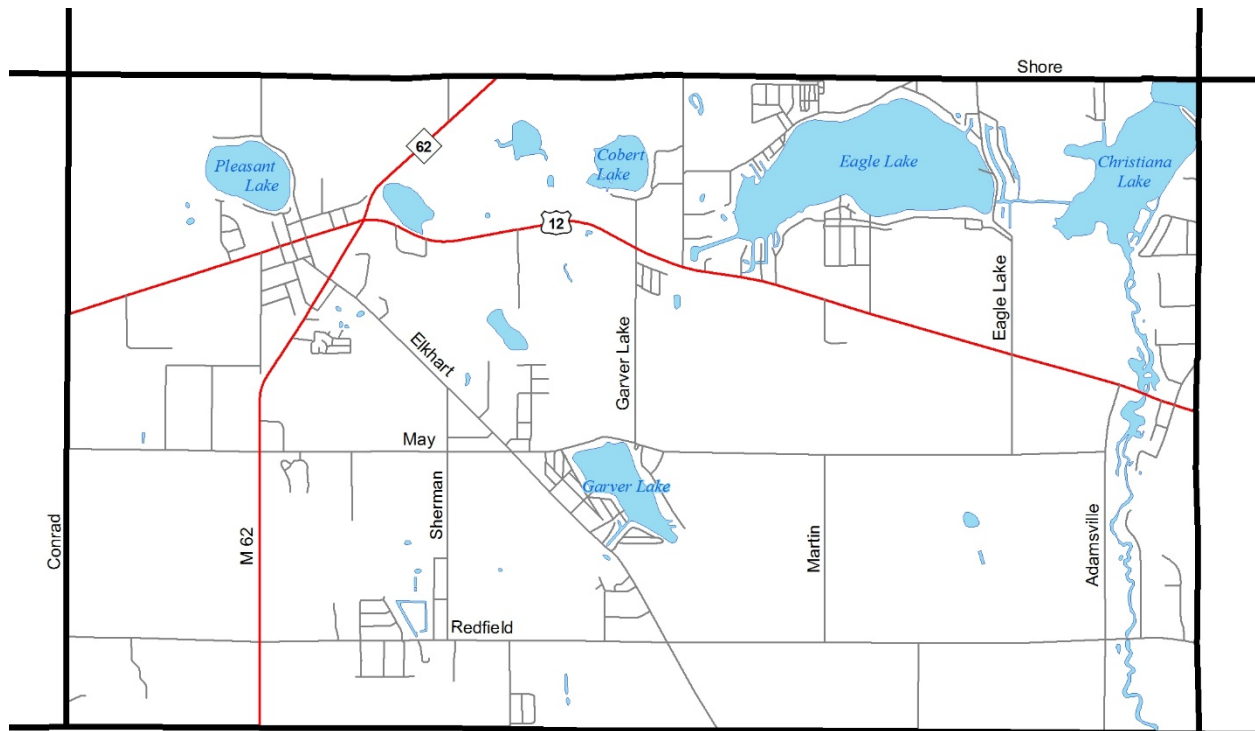 Shore
62
Pleasant
Lake
Cobert
Lake
Eagle Lake
Christiana
Lake
12
Elkhart
Garver Lake
Eagle Lake
May
Garver Lake
Conrad
M 62
Sherman
Martin
Adamsville
Redfield